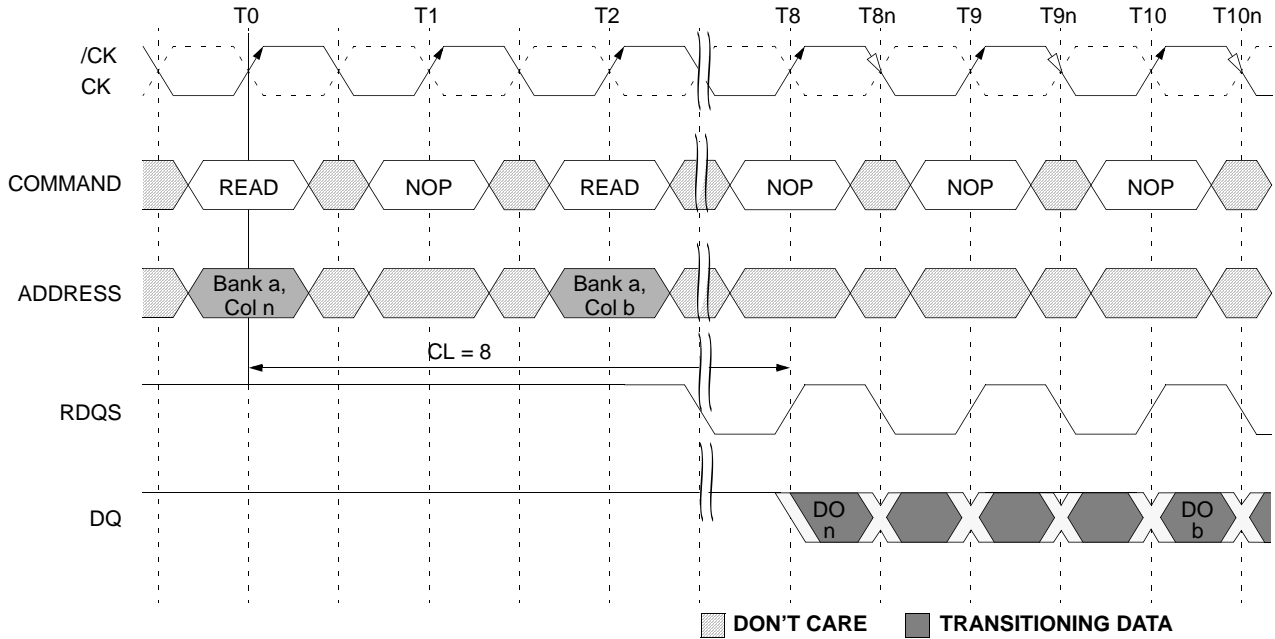 T0 T1 T2 T8 T8n T9 T9n T10 T10n
/CK
CK
COMMAND READ NOP READ NOP NOP NOP
ADDRESS Bank a, Col n Bank a, Col b
CL = 8
RDQS
DQ DO n DO b
DON'T CARE TRANSITIONING DATA